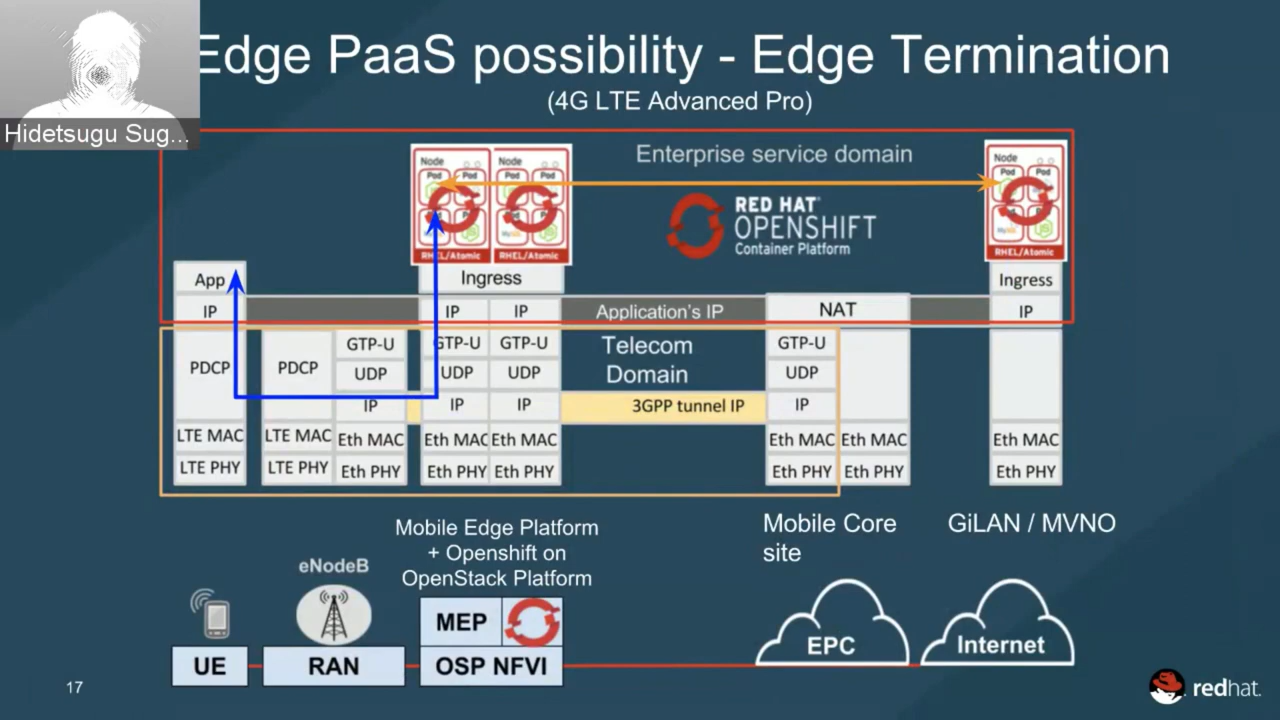 Edge PaaS possibility - Edge Termination
(4G LTE Advanced Pro)
Hidetsugu Sug...
Enterprise service domain
Node Node
Pod Pod Pod
RHEL/Atomic RHEL/Atomic
RED HAT
OPENSHIFT
Container Platform
Node
Pod Pod
RHEL/Atomic
App
Ingress
Ingress
IP
IP IP
Application's IP
NAT
IP
PDCP
PDCP
GTP-U
GTP-U GTP-U
Telecom
Domain
GTP-U
UDP
UDP UDP
UDP
IP
IP IP
3GPP tunnel IP
IP
LTE MAC LTE MAC Eth MAC Eth MAC Eth MAC Eth MAC Eth MAC Eth MAC
LTE PHY LTE PHY Eth PHY Eth PHY Eth PHY Eth PHY Eth PHY Eth PHY
Mobile Edge Platform
+ Openshift on
OpenStack Platform
Mobile Core
site
GiLAN / MVNO
eNodeB
MEP
EPC
Internet
UE
RAN
OSP NFVI
17
redhat.